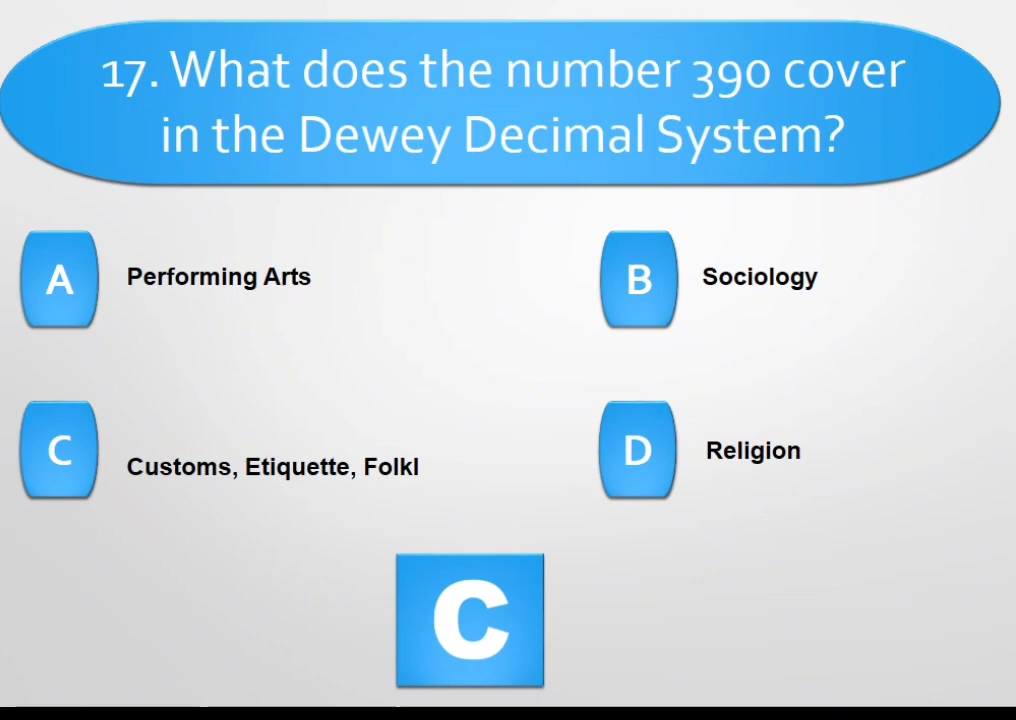 17. What does the number 390 cover
in the Dewey Decimal System?
A Performing Arts
B Sociology
C Customs, Etiquette, Folkl
D Religion
C